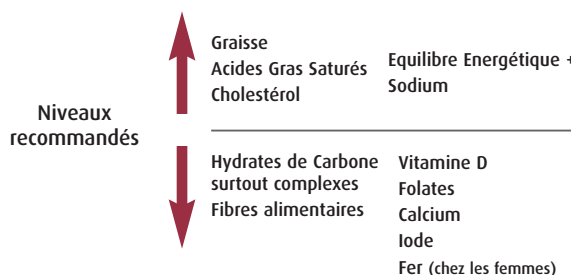 Niveaux
recommandés
Graisse
Acides Gras Saturés
Cholestérol
Equilibre Energétique +
Sodium
Hydrates de Carbone
surtout complexes
Fibres alimentaires
Vitamine D
Folates
Calcium
Iode
Fer (chez les femmes)